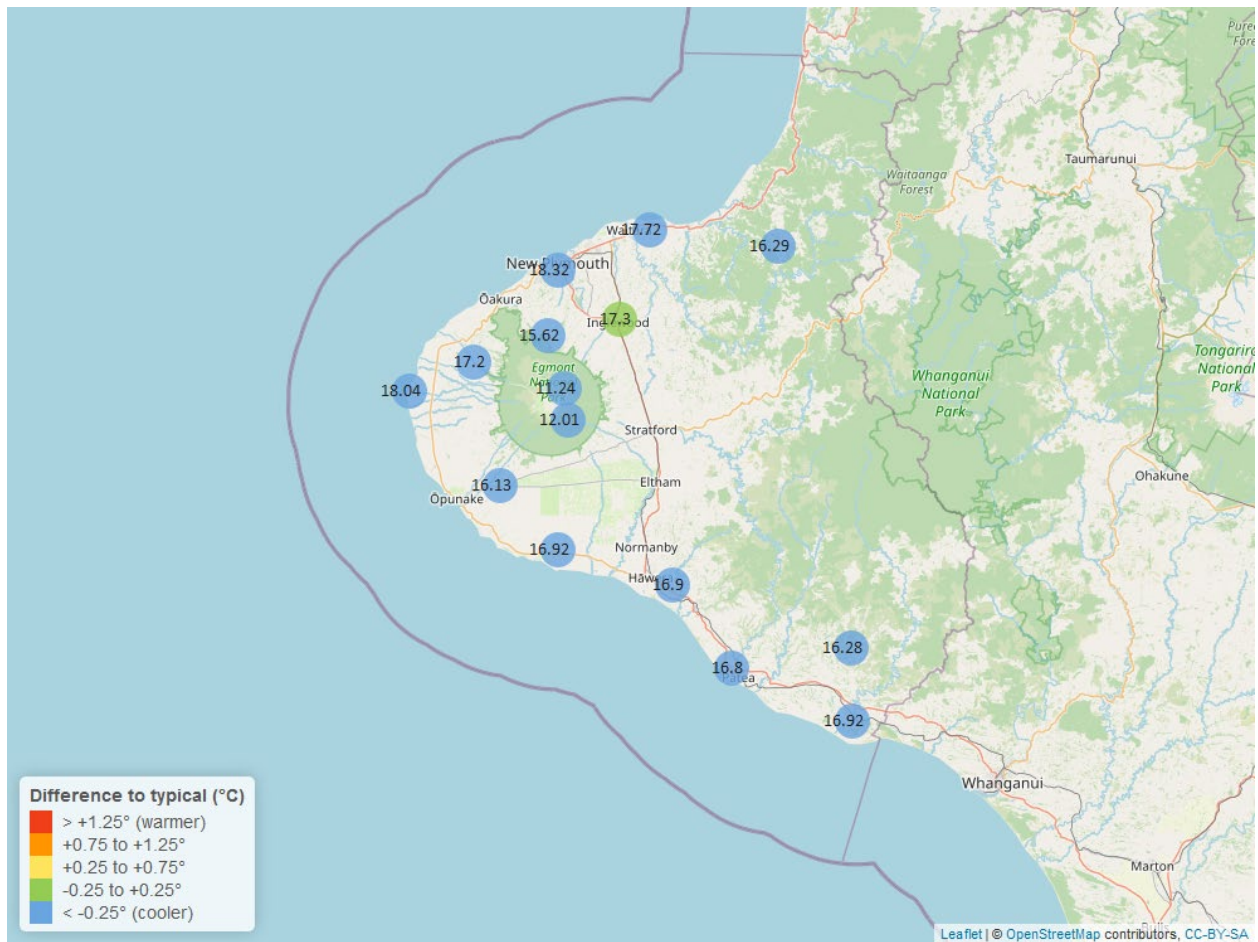 Taumarunui
Waitaanga
Forest
17.72
16.29
New Plymouth
18.32
Ōakura
17.3
15.62
Egmont
17.2
11.24
18.04
12.01
Whanganui
National
Park
Tongariro
National
Park
Stratford
Ohakune
16.13
Eltham
Ōpunake
16.92
Normanby
16.9
16.28
16.8
Patea
16.92
Whanganui
Marton
Bulls
Difference to typical (°C)
> +1.25° (warmer)
+0.75 to +1.25°
+0.25 to +0.75°
-0.25 to +0.25°
< -0.25° (cooler)
Leaflet | © OpenStreetMap contributors, CC-BY-SA